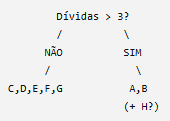 Dívidas > 3?
/ \
NÃO SIM
/ \
C,D,E,F,G A,B
(+ H?)